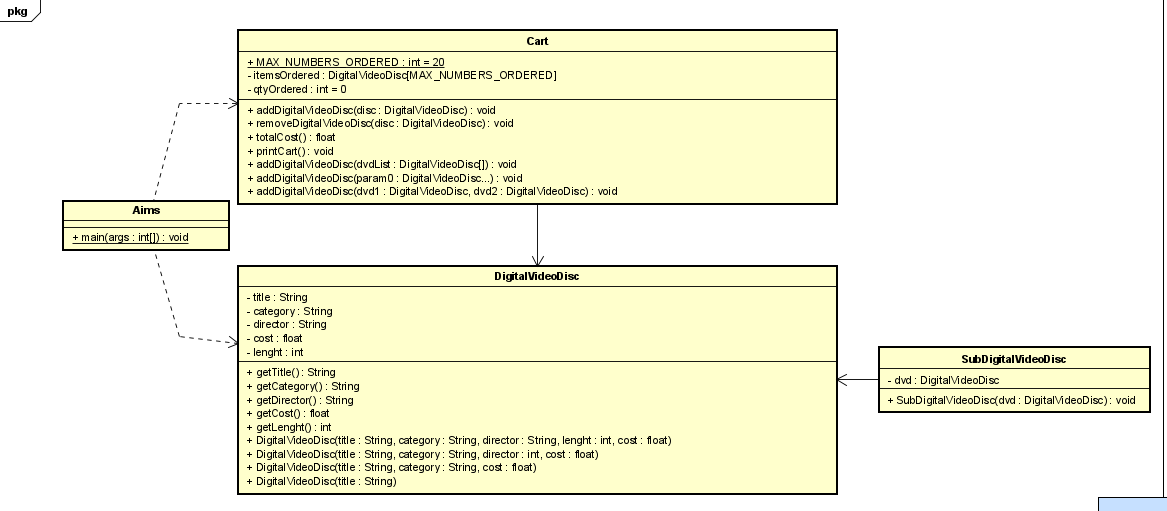 pkg
Cart
+ MAX_NUMBERS_ORDERED : int = 20
- itemsOrdered : DigitalVideoDisc[MAX_NUMBERS_ORDERED]
- qtyOrdered : int = 0
+ addDigitalVideoDisc(disc : DigitalVideoDisc) : void
+ removeDigitalVideoDisc(disc : DigitalVideoDisc) : void
+ totalCost() : float
+ printCart() : void
+ addDigitalVideoDisc(dvdList : DigitalVideoDisc[]) : void
+ addDigitalVideoDisc(param0 : DigitalVideoDisc...) : void
+ addDigitalVideoDisc(dvd1 : DigitalVideoDisc, dvd2 : DigitalVideoDisc) : void
Aims
+ main(args : int[]) : void
DigitalVideoDisc
- title : String
- category : String
- director : String
- cost : float
- lenght : int
+ getTitle() : String
+ getCategory() : String
+ getDirector() : String
+ getCost() : float
+ getLenght() : int
+ DigitalVideoDisc(title : String, category : String, director : String, lenght : int, cost : float)
+ DigitalVideoDisc(title : String, category : String, director : int, cost : float)
+ DigitalVideoDisc(title : String, category : String, cost : float)
+ DigitalVideoDisc(title : String)
SubDigitalVideoDisc
- dvd : DigitalVideoDisc
+ SubDigitalVideoDisc(dvd : DigitalVideoDisc) : void